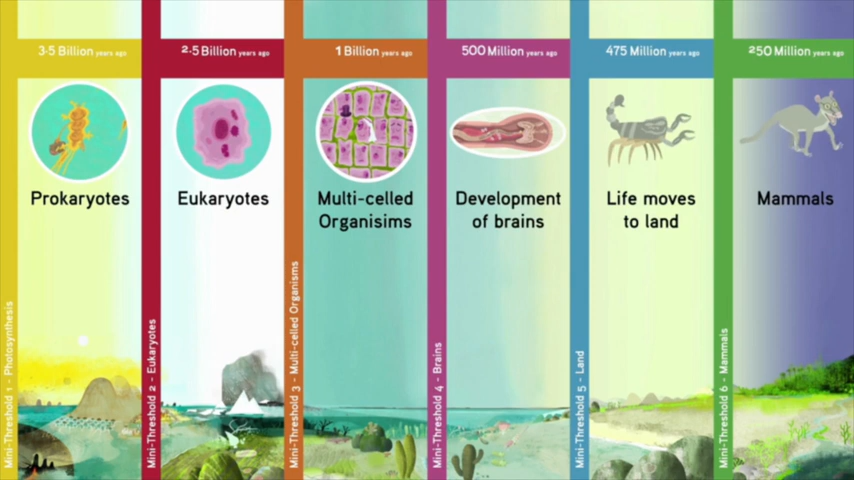 3.5 Billion years ago
2.5 Billion years ago
1 Billion years ago
500 Million years ago
475 Million years ago
250 Million years ago
Prokaryotes
Eukaryotes
Multi-celled
Organisims
Development
of brains
Life moves
to land
Mammals
Mini-Threshold 1 - Photosynthesis
Mini-Threshold 2 - Eukaryotes
Mini-Threshold 3 - Multi-celled Organisms
Mini-Threshold 4 - Brains
Mini-Threshold 5 - Land
Mini-Threshold 6 - Mammals